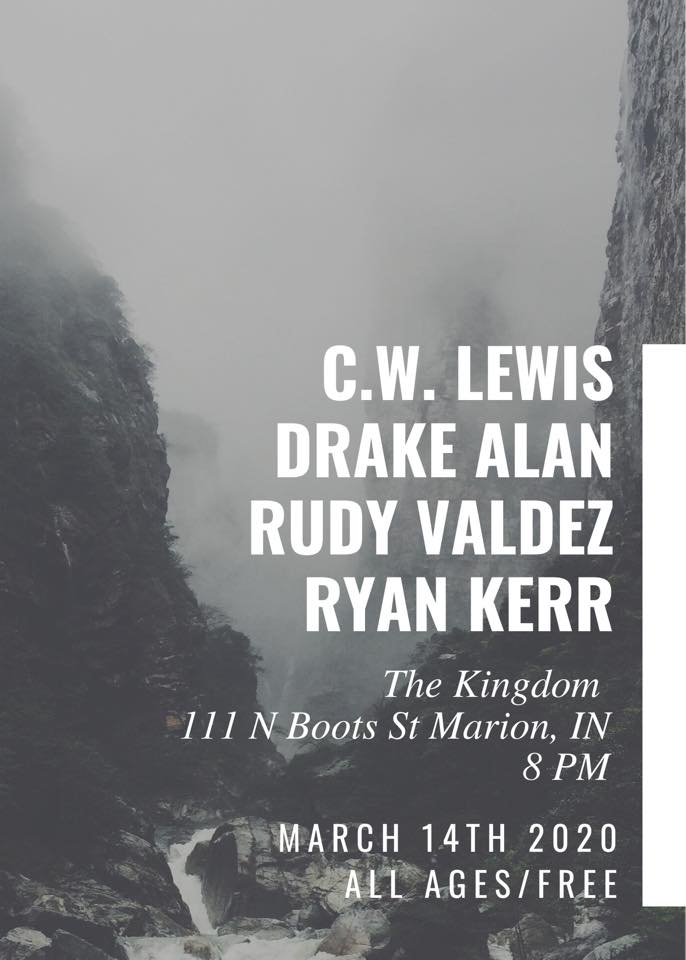 C.W. LEWIS
DRAKE ALAN
RUDY VALDEZ
RYAN KERR
The Kingdom
111 N Boots St Marion, IN
8 PM
MARCH 14TH 2020
ALL AGES/FREE